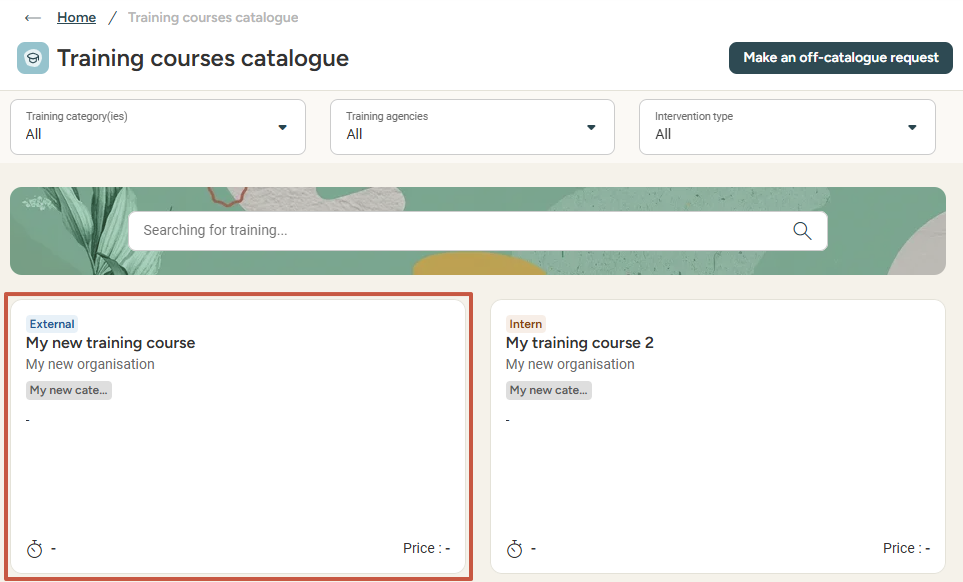 ← Home / Training courses catalogue
Training courses catalogue
Make an off-catalogue request
Training category(ies)
All
Training agencies
All
Intervention type
All
Searching for training...
External
My new training course
My new organisation
My new cate...
-
-
Price : -
Intern
My training course 2
My new organisation
My new cate...
-
-
Price : -